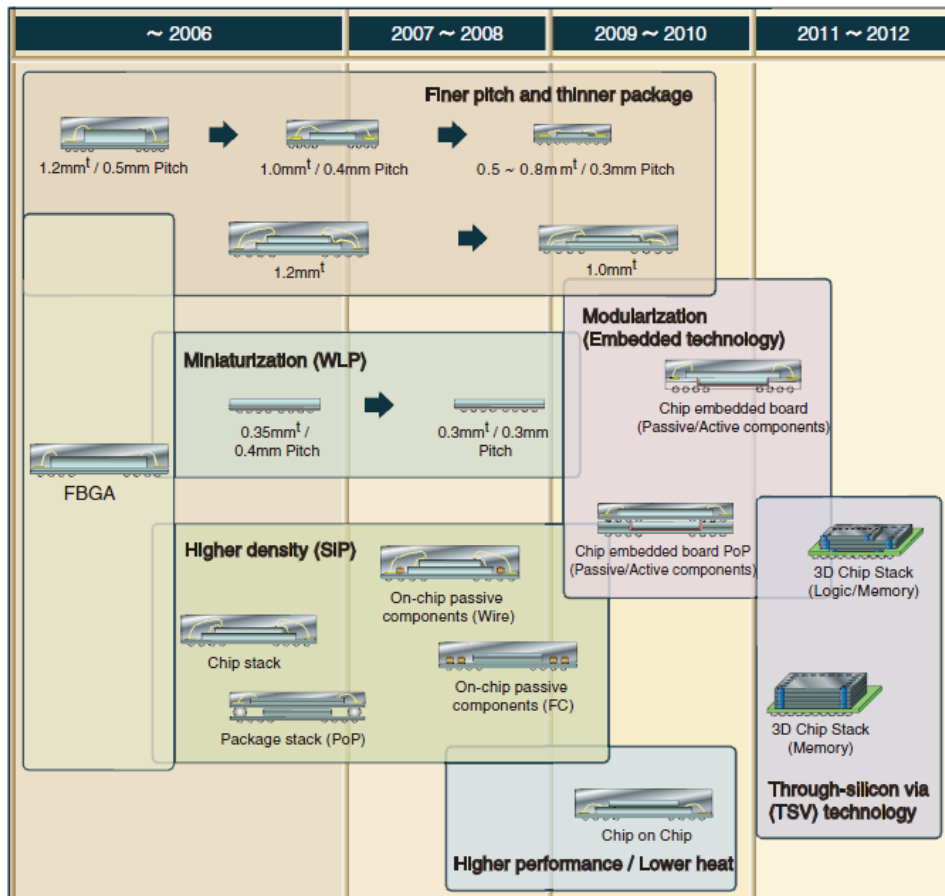 ~ 2006
2007 ~ 2008
2009 ~ 2010
2011 ~ 2012
Finer pitch and thinner package
1.2mmt / 0.5mm Pitch
1.0mmt / 0.4mm Pitch
0.5 ~ 0.8m mt / 0.3mm Pitch
1.2mmt
1.0mmt
Modularization
(Embedded technology)
Chip embedded board
(Passive/Active components)
Chip embedded board PoP
(Passive/Active components)
Miniaturization (WLP)
0.35mmt /
0.4mm Pitch
0.3mmt / 0.3mm
Pitch
FBGA
Higher density (SIP)
On-chip passive
components (Wire)
Chip stack
On-chip passive
components (FC)
Package stack (PoP)
3D Chip Stack
(Logic/Memory)
3D Chip Stack
(Memory)
Through-silicon via
(TSV) technology
Chip on Chip
Higher performance / Lower heat